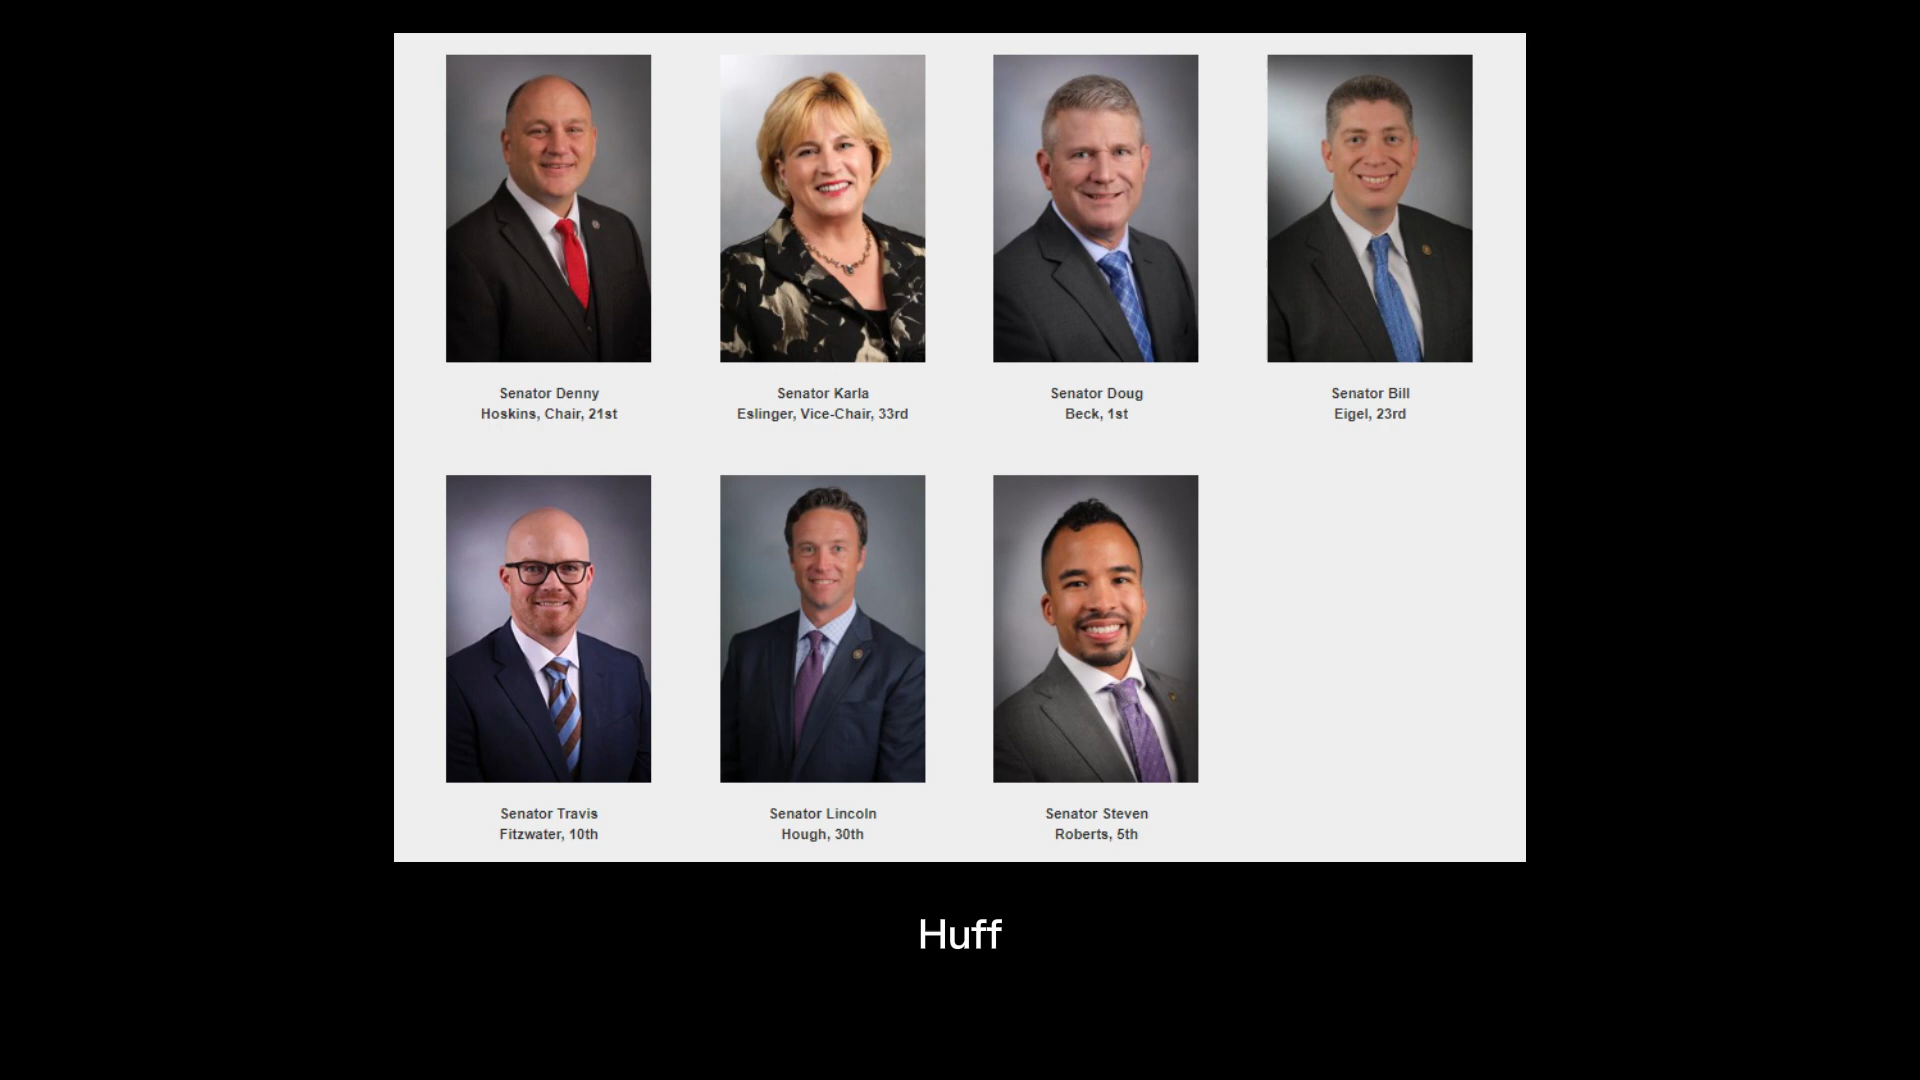 Senator Denny
Hoskins, Chair, 21st
Senator Karla
Eslinger, Vice-Chair, 33rd
Senator Doug
Beck, 1st
Senator Bill
Eigel, 23rd
Senator Travis
Fitzwater, 10th
Senator Lincoln
Hough, 30th
Senator Steven
Roberts, 5th
Huff